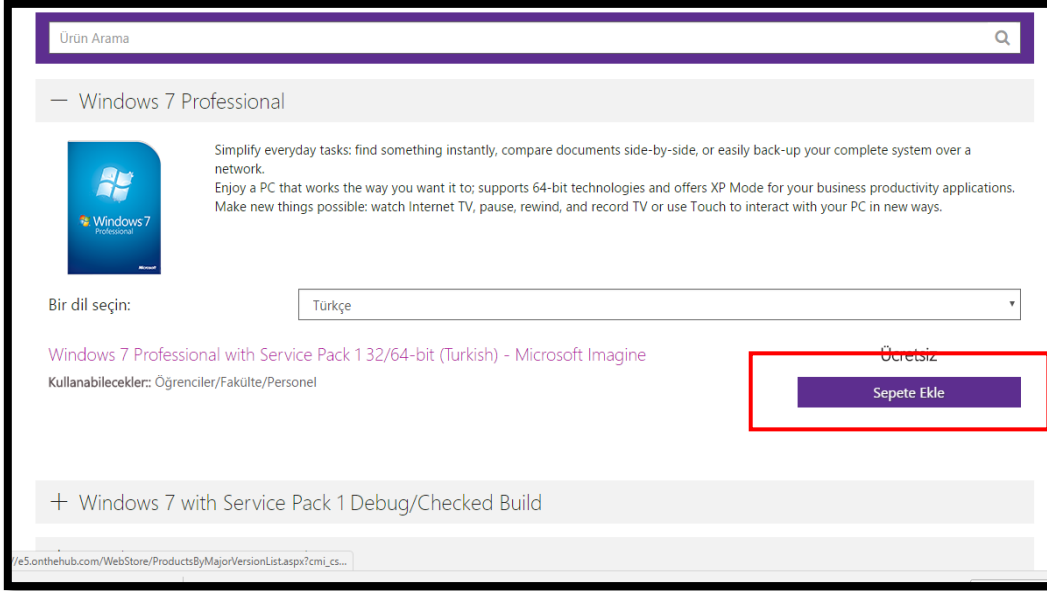 Ürün Arama
— Windows 7 Professional
Simplify everyday tasks: find something instantly, compare documents side-by-side, or easily back-up your complete system over a
network.
Enjoy a PC that works the way you want it to; supports 64-bit technologies and offers XP Mode for your business productivity applications.
Make new things possible: watch Internet TV, pause, rewind, and record TV or use Touch to interact with your PC in new ways.
Windows 7
Professional
Microsoft
Bir dil seçin:
Türkçe
Windows 7 Professional with Service Pack 1 32/64-bit (Turkish) - Microsoft Imagine
Ücretsiz
Kullanabilecekler:: Öğrenciler/Fakülte/Personel
Sepete Ekle
+ Windows 7 with Service Pack 1 Debug/Checked Build
//e5.onthehub.com/WebStore/ProductsByMajorVersionList.aspx?cmi_cs...